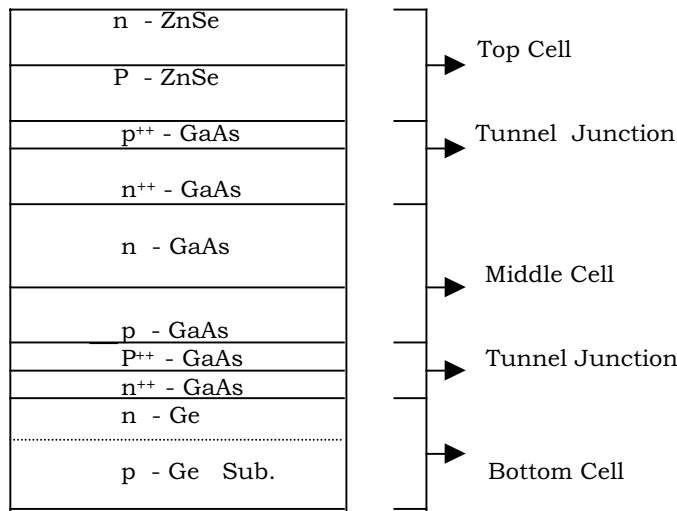 n - ZnSe
Top Cell
P - ZnSe
p++ - GaAs
Tunnel Junction
n++ - GaAs
n - GaAs
Middle Cell
p - GaAs
P++ - GaAs
Tunnel Junction
n++ - GaAs
n - Ge
p - Ge Sub.
Bottom Cell